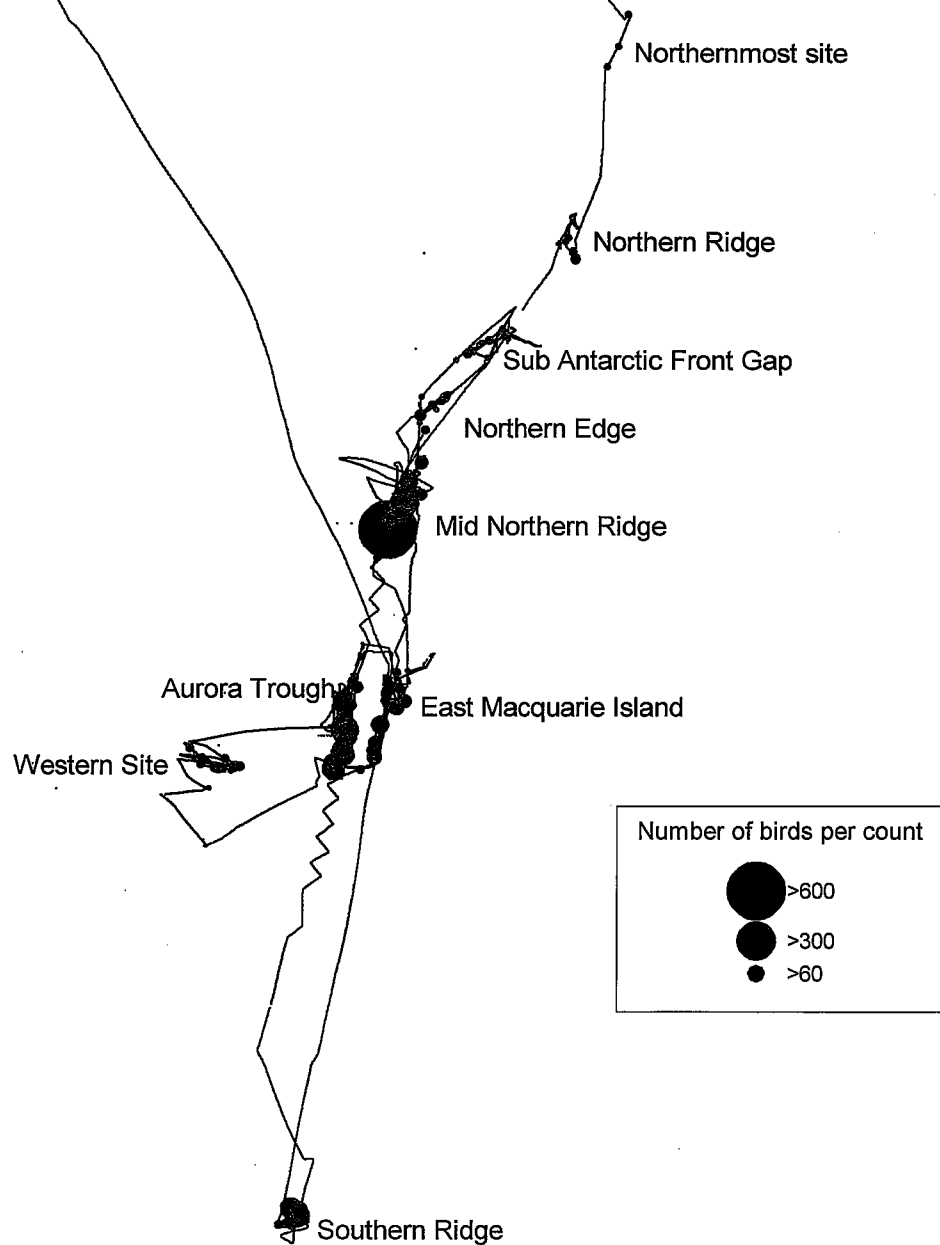 Northernmost site
Northern Ridge
Sub Antarctic Front Gap
Northern Edge
Mid Northern Ridge
Aurora Trough
East Macquarie Island
Western Site
Number of birds per count
>600
>300
>60
Southern Ridge